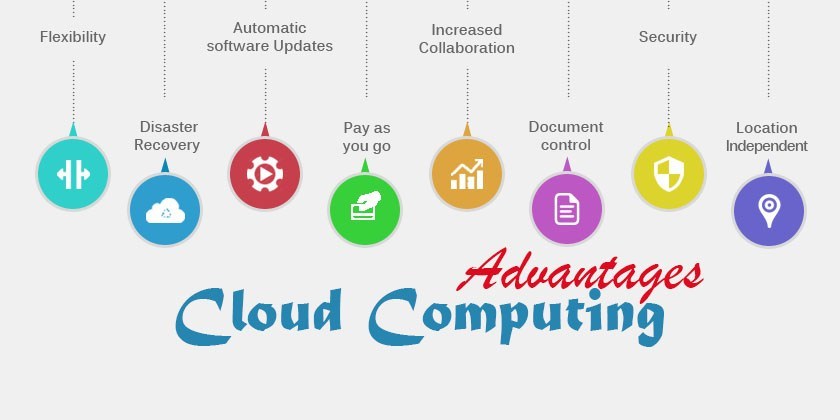 Flexibility
Automatic
software Updates
Increased
Collaboration
Security
Disaster
Recovery
Pay as
you go
Document
control
Location
Independent
Advantages
Cloud Computing